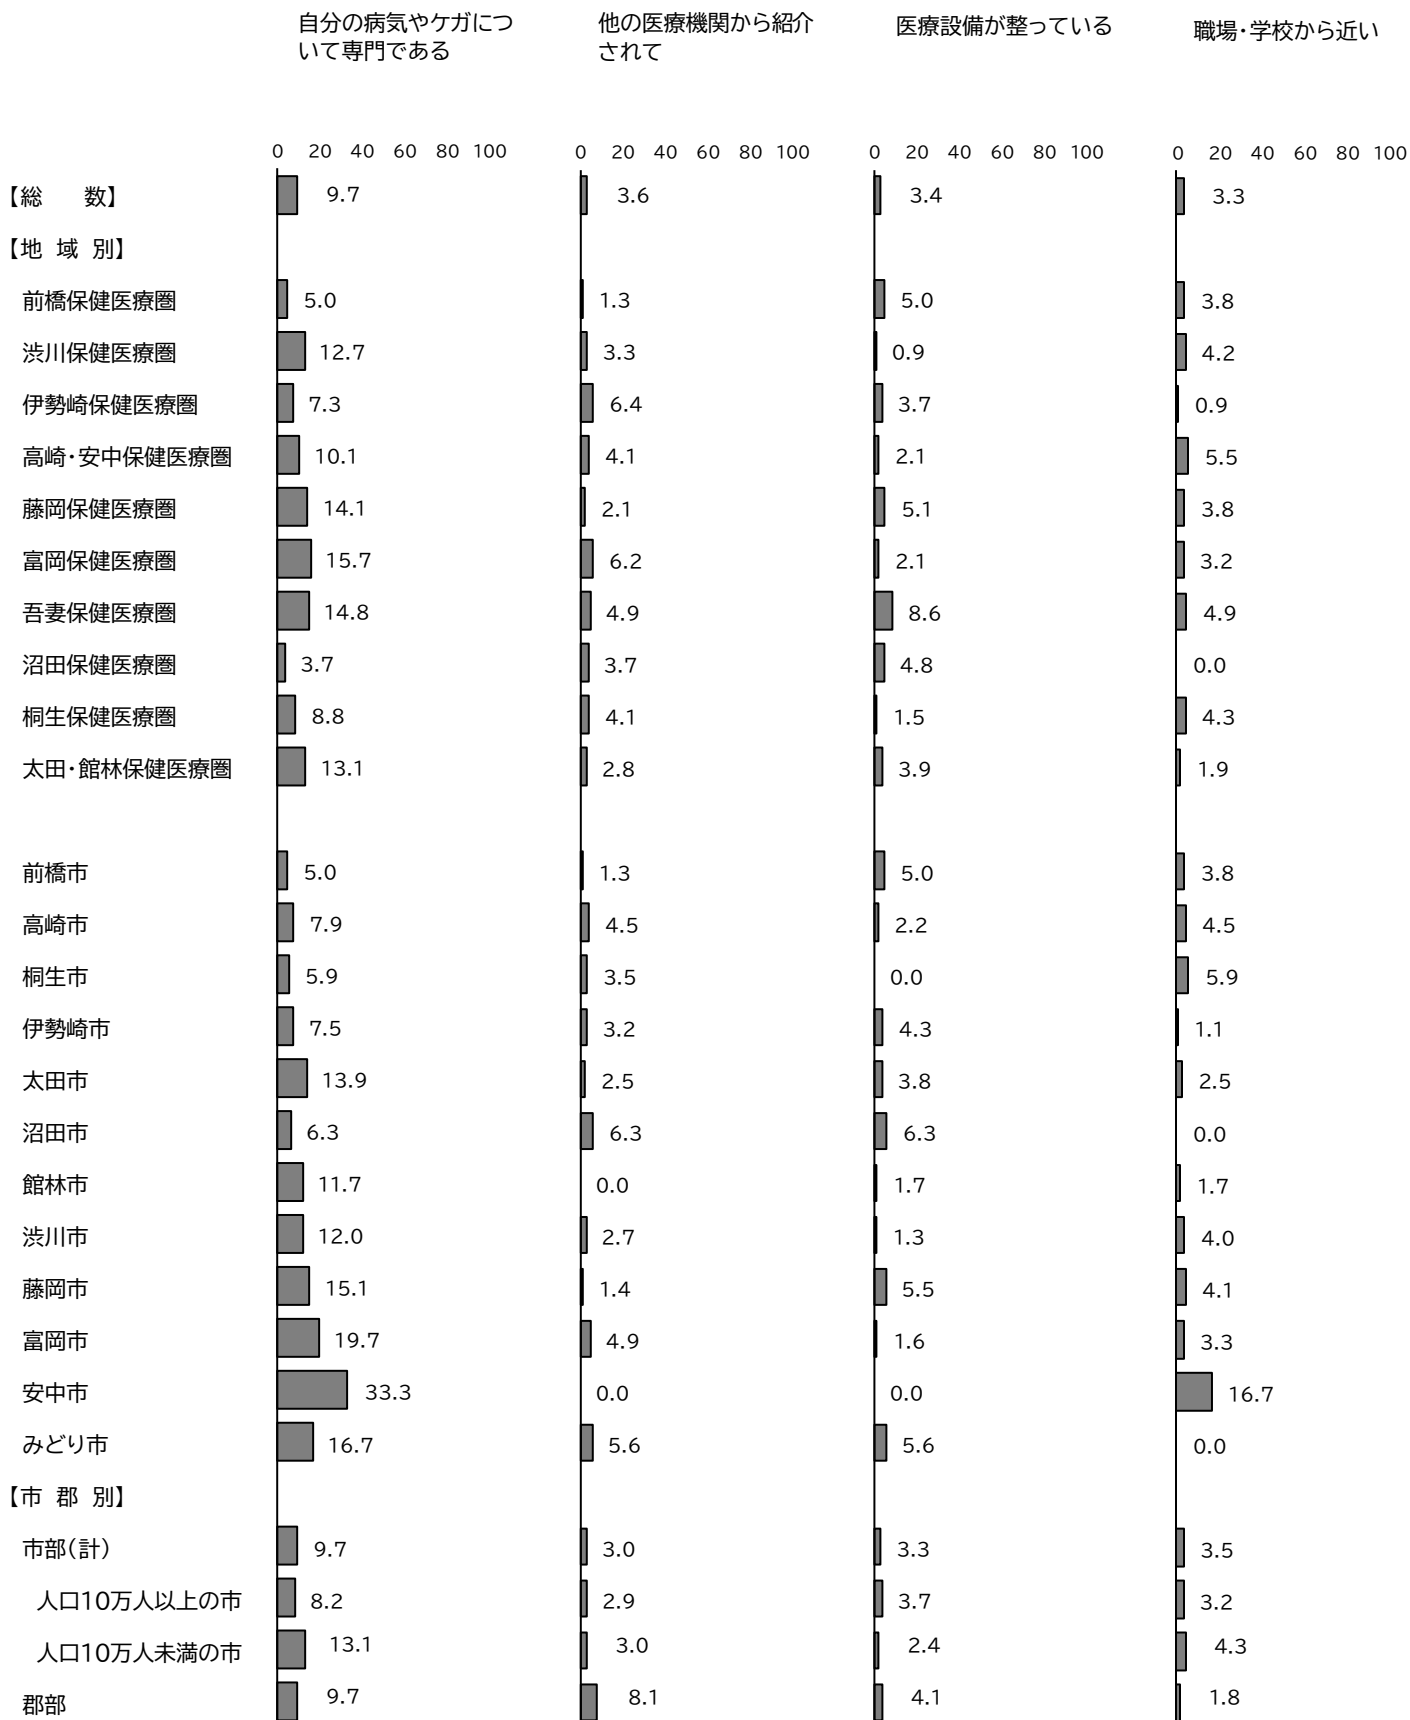 自分の病気やケガにつ
いて専門である
他の医療機関から紹介
されて
医療設備が整っている
職場・学校から近い
0 20 40 60 80 100 0 20 40 60 80 100 0 20 40 60 80 100 0 20 40 60 80 100
【総 数】 9.7 3.6 3.4 3.3
【地 域 別】
前橋保健医療圏 5.0 1.3 5.0 3.8
渋川保健医療圏 12.7 3.3 0.9 4.2
伊勢崎保健医療圏 7.3 6.4 3.7 0.9
高崎・安中保健医療圏 10.1 4.1 2.1 5.5
藤岡保健医療圏 14.1 2.1 5.1 3.8
富岡保健医療圏 15.7 6.2 2.1 3.2
吾妻保健医療圏 14.8 4.9 8.6 4.9
沼田保健医療圏 3.7 3.7 4.8 0.0
桐生保健医療圏 8.8 4.1 1.5 4.3
太田・館林保健医療圏 13.1 2.8 3.9 1.9
前橋市 5.0 1.3 5.0 3.8
高崎市 7.9 4.5 2.2 4.5
桐生市 5.9 3.5 0.0 5.9
伊勢崎市 7.5 3.2 4.3 1.1
太田市 13.9 2.5 3.8 2.5
沼田市 6.3 6.3 6.3 0.0
館林市 11.7 0.0 1.7 1.7
渋川市 12.0 2.7 1.3 4.0
藤岡市 15.1 1.4 5.5 4.1
富岡市 19.7 4.9 1.6 3.3
安中市 33.3 0.0 0.0 16.7
みどり市 16.7 5.6 5.6 0.0
【市 郡 別】
市部（計） 9.7 3.0 3.3 3.5
人口10万人以上の市 8.2 2.9 3.7 3.2
人口10万人未満の市 13.1 3.0 2.4 4.3
郡部 9.7 8.1 4.1 1.8